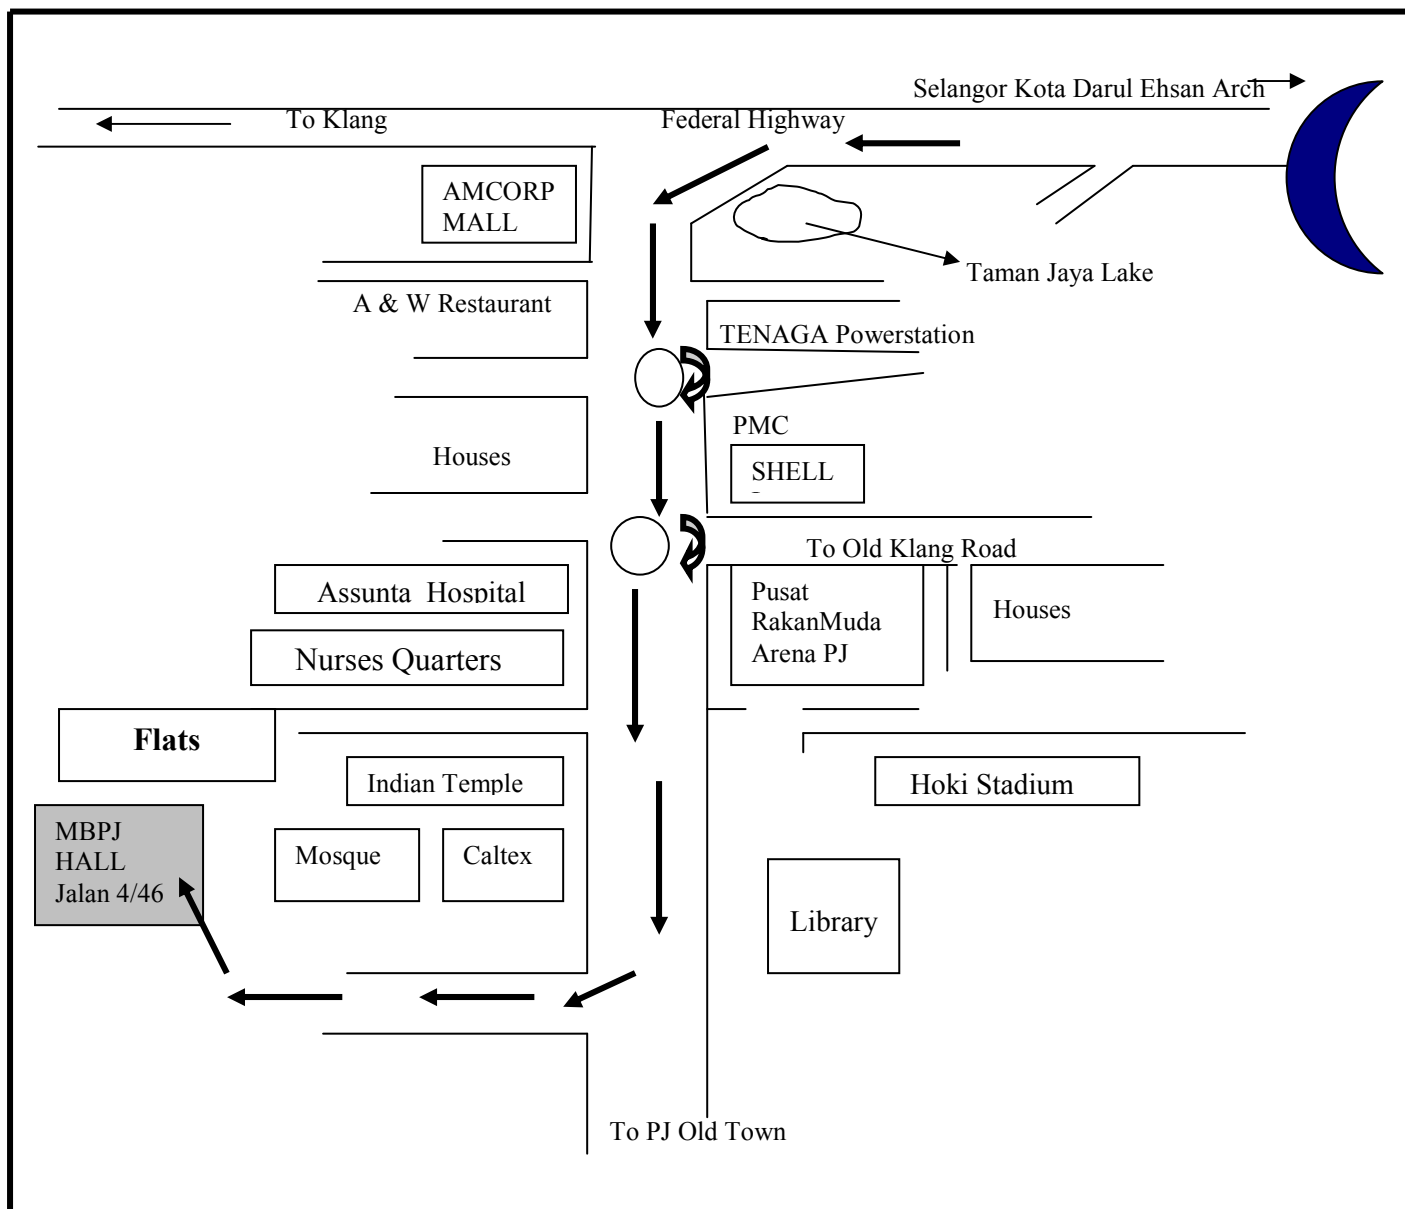 Selangor Kota Darul Ehsan Arch
To Klang
Federal Highway
AMCORP
MALL
Taman Jaya Lake
A & W Restaurant
TENAGA Powerstation
PMC
Houses
SHELL
To Old Klang Road
Assunta Hospital
Pusat
RakanMuda
Arena PJ
Houses
Nurses Quarters
Flats
Indian Temple
Hoki Stadium
MBPJ
HALL
Jalan 4/46
Mosque
Caltex
Library
To PJ Old Town